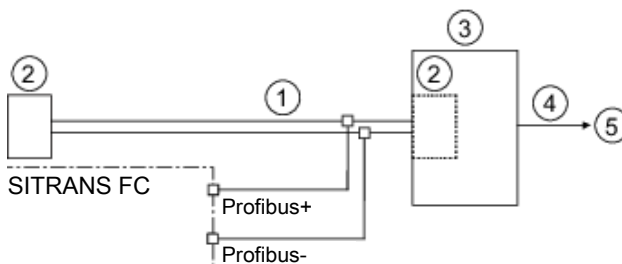 ③
② ① ② ④
⑤
SITRANS FC
Profibus+
Profibus-